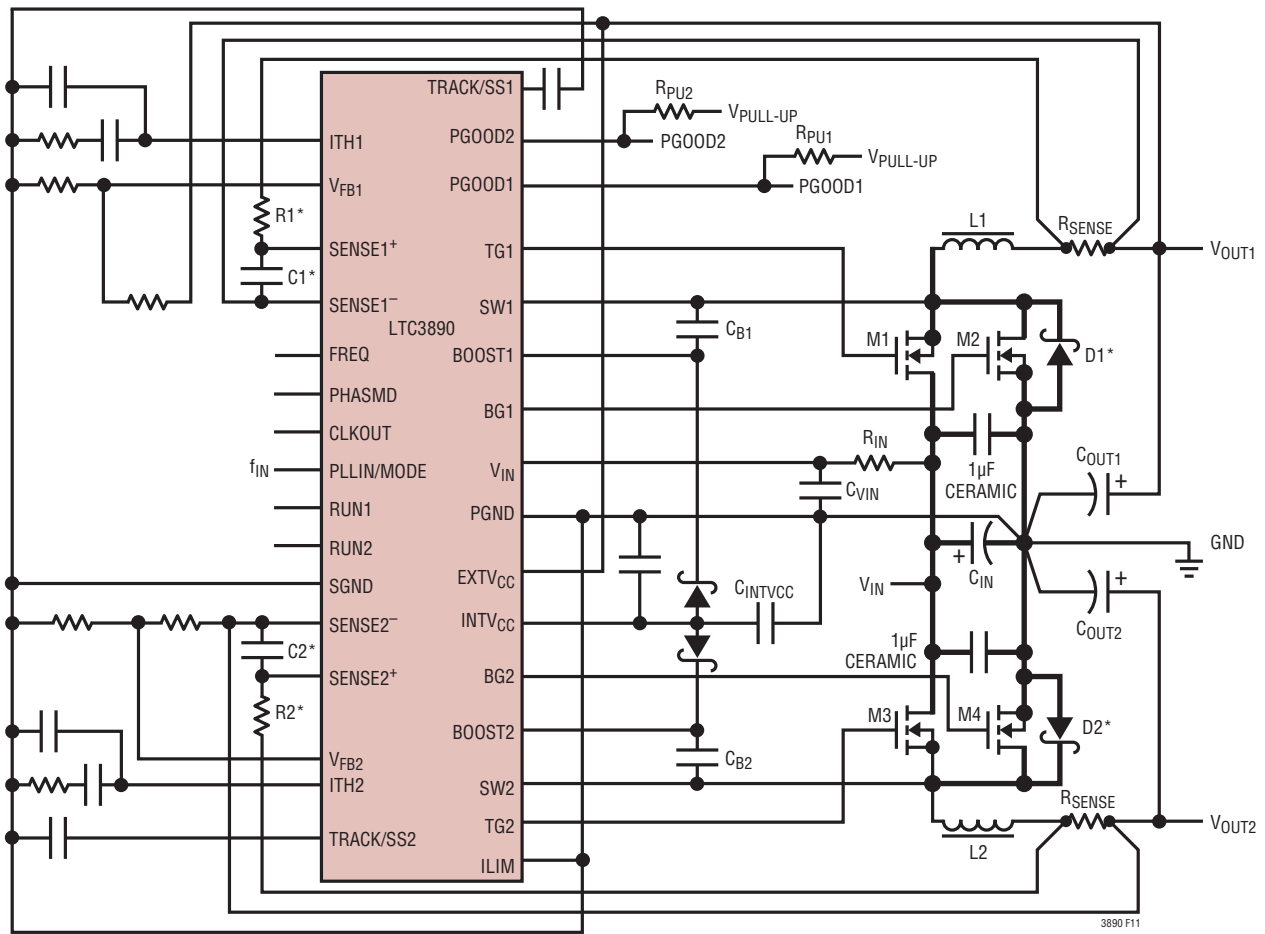 TRACK/SS1
RPU2
VPULL-UP
PGOOD2
PGOOD2
RPU1
VPULL-UP
PGOOD1
PGOOD1
ITH1
VFB1
R1*
SENSE1+
C1*
SENSE1–
LTC3890
TG1
L1
RSENSE
VOUT1
SW1
CB1
M1
M2
D1*
FREQ
BOOST1
PHASMD
BG1
CLKOUT
fIN
PLLIN/MODE
VIN
RIN
CVIN
1µF
CERAMIC
COUT1
+
RUN1
PGND
RUN2
GND
+
CIN
VIN
SGND
EXTVCC
CINTVCC
+
COUT2
SENSE2–
INTVCC
C2*
1µF
CERAMIC
SENSE2+
BG2
R2*
M3
M4
D2*
BOOST2
CB2
VFB2
ITH2
SW2
RSENSE
TG2
VOUT2
TRACK/SS2
L2
ILIM
3890 F11